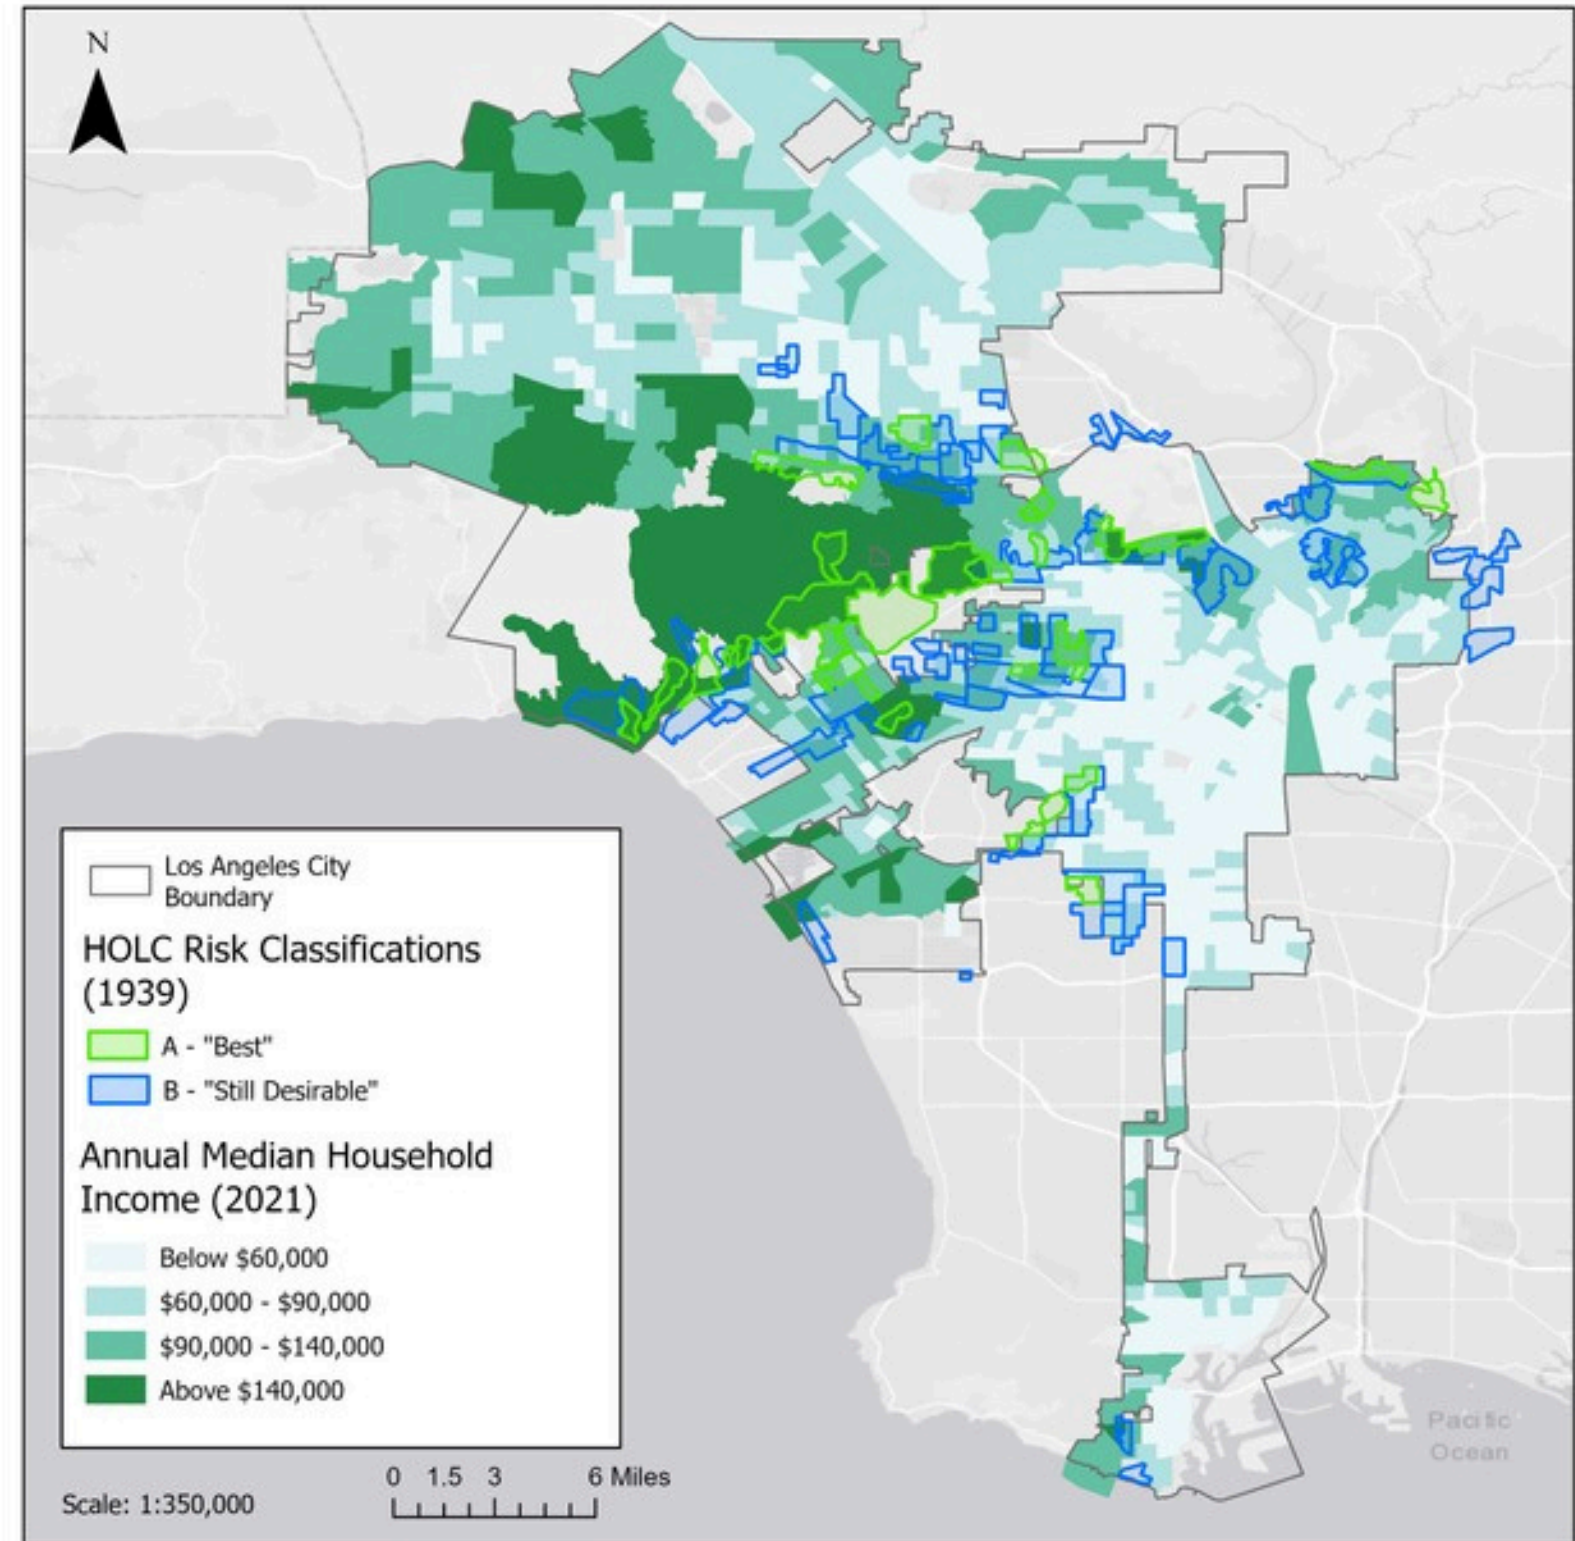 N
Los Angeles City
Boundary
HOLC Risk Classifications
(1939)
A - "Best"
B - "Still Desirable"
Annual Median Household
Income (2021)
Below $60,000
$60,000 - $90,000
$90,000 - $140,000
Above $140,000
Pacific
Ocean
0 1.5 3 6 Miles
Scale: 1:350,000